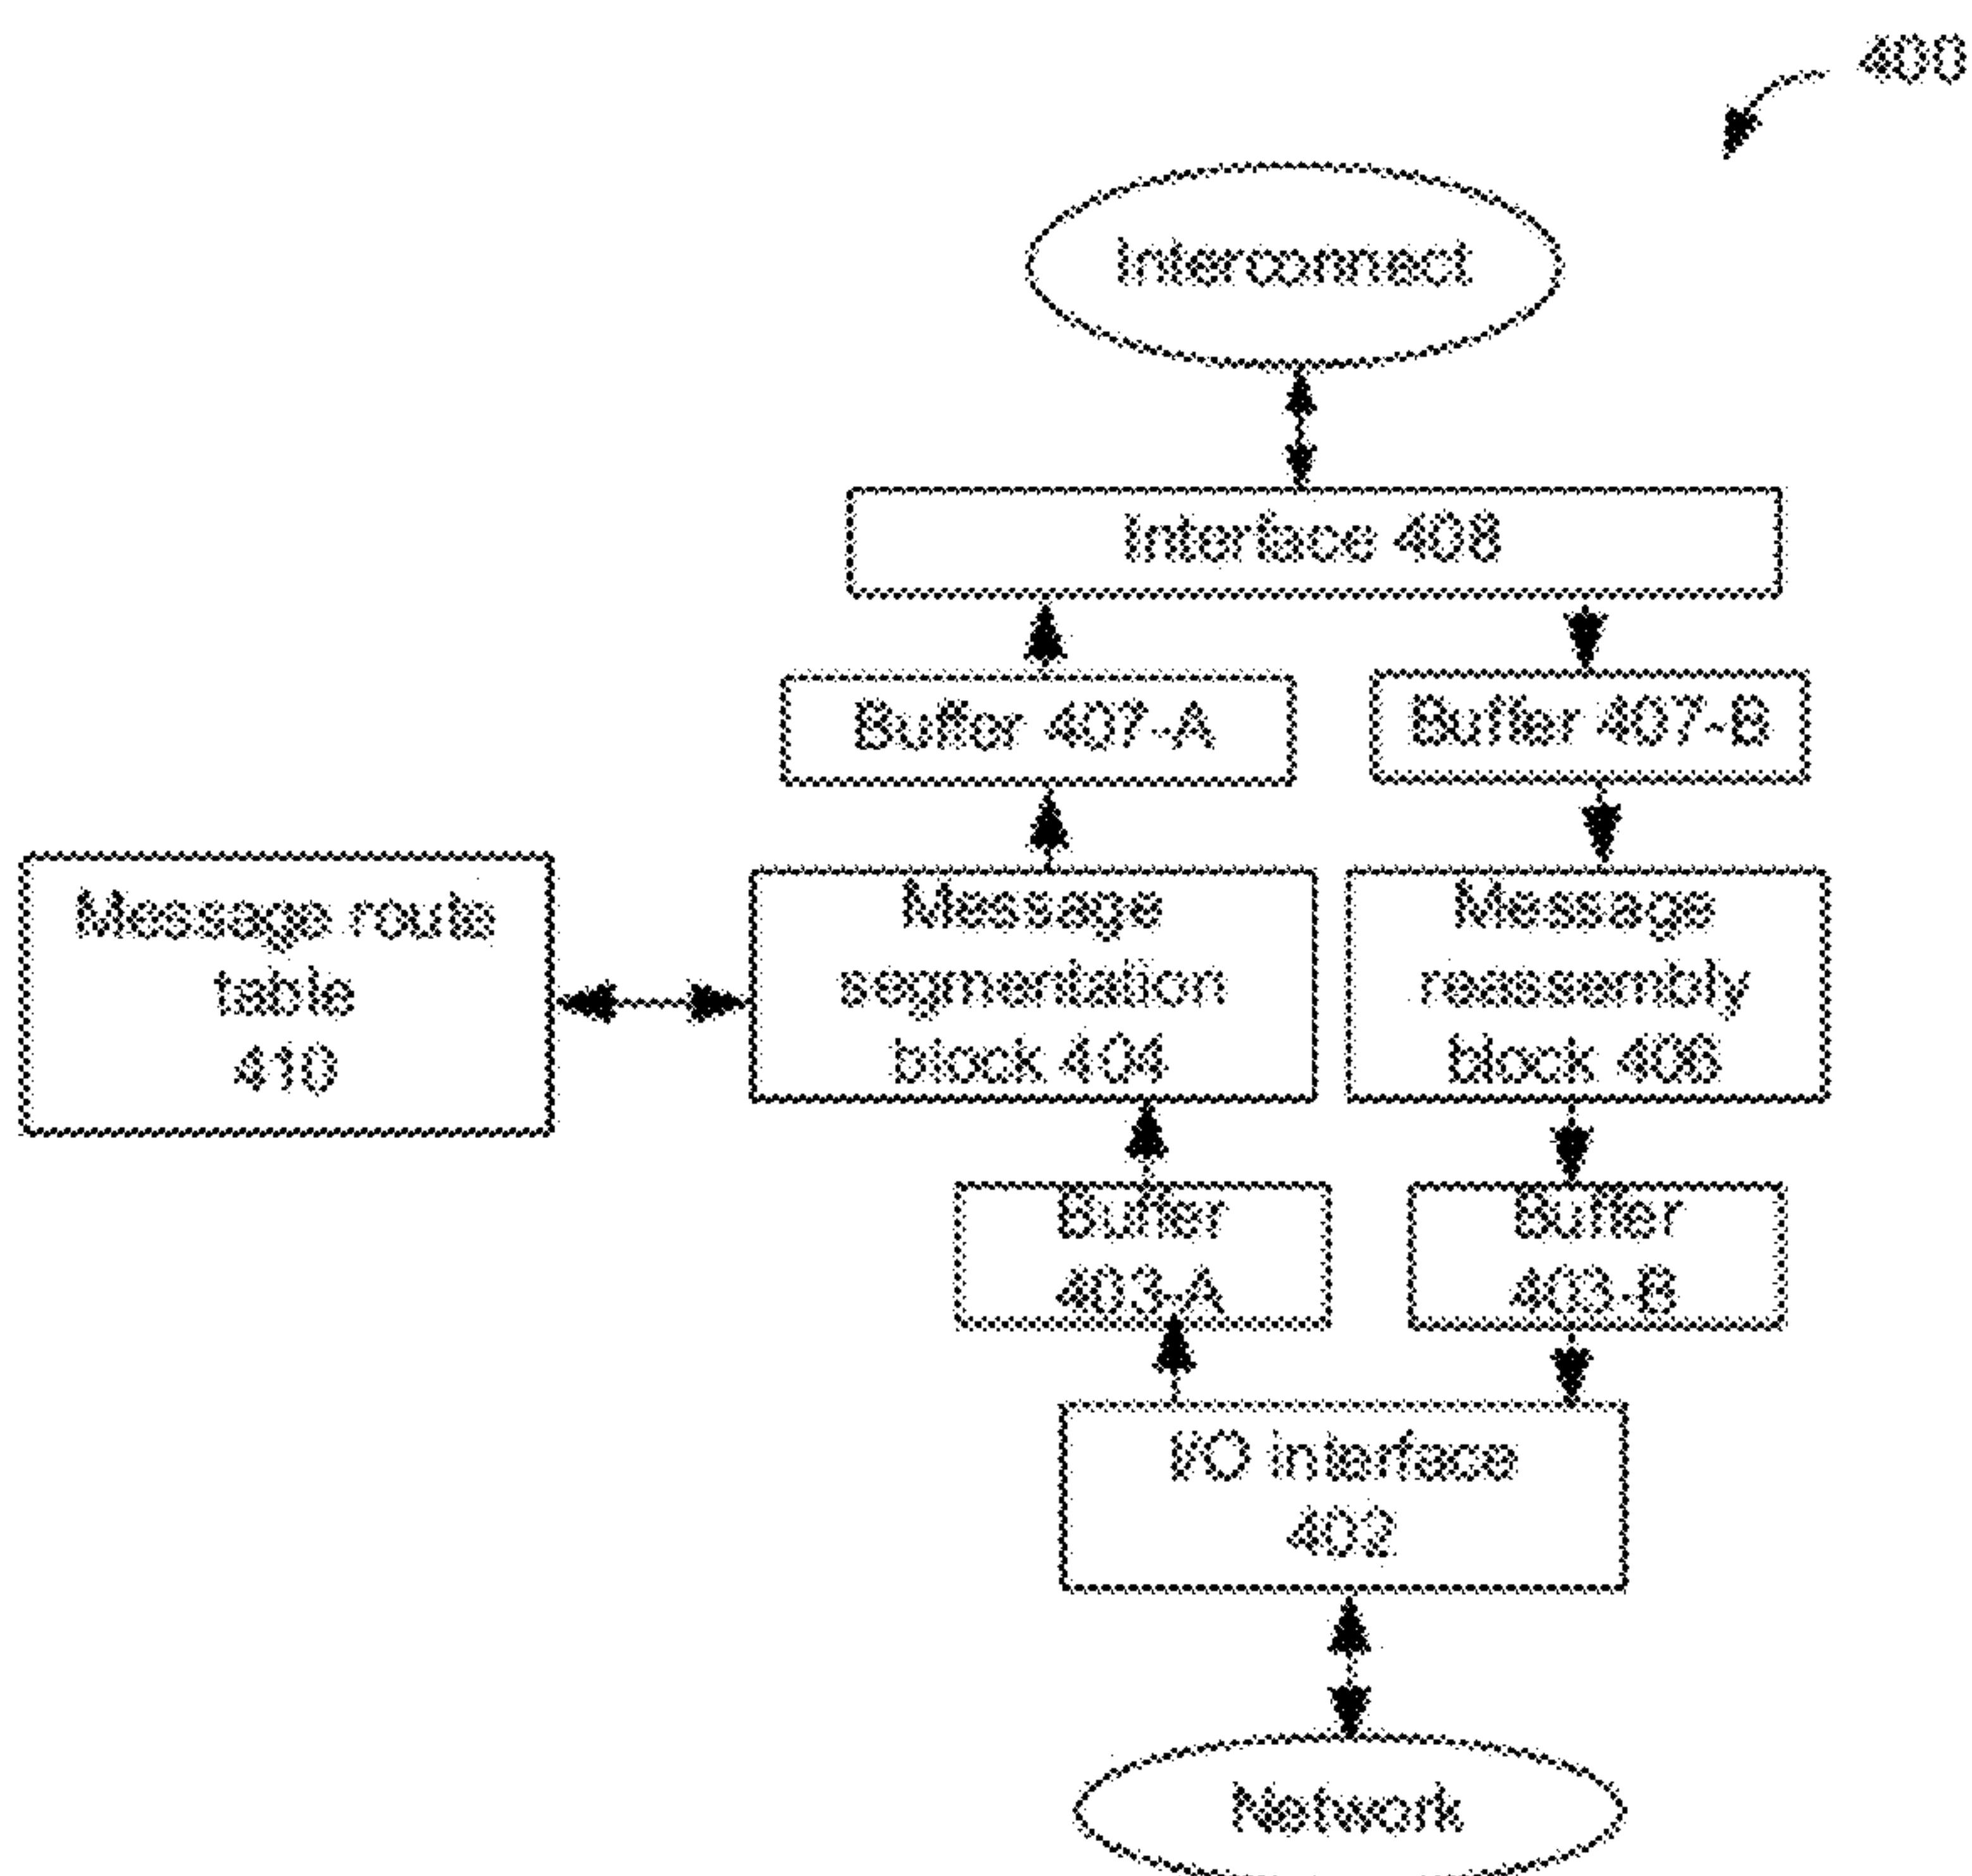 400
Interconnect
Interface 408
Buffer 407-A
Buffer 407-B
Message route
table
410
Message
segmentation
block 404
Message
reassembly
block 406
Buffer
403-A
Buffer
403-B
I/O interface
402
Network